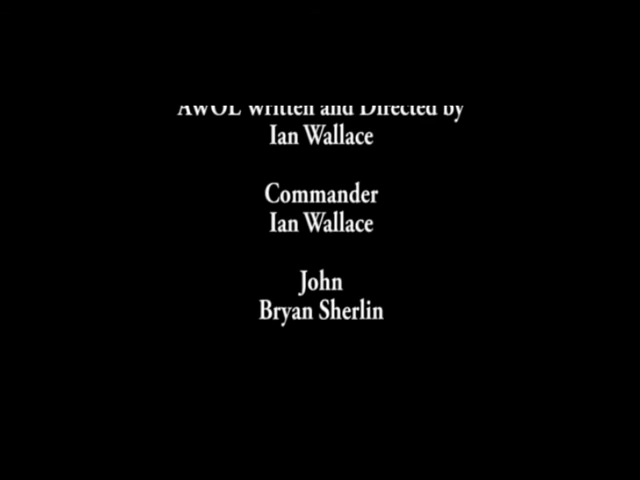 AWOL Written and Directed by
Ian Wallace
Commander
Ian Wallace
John
Bryan Sherlin